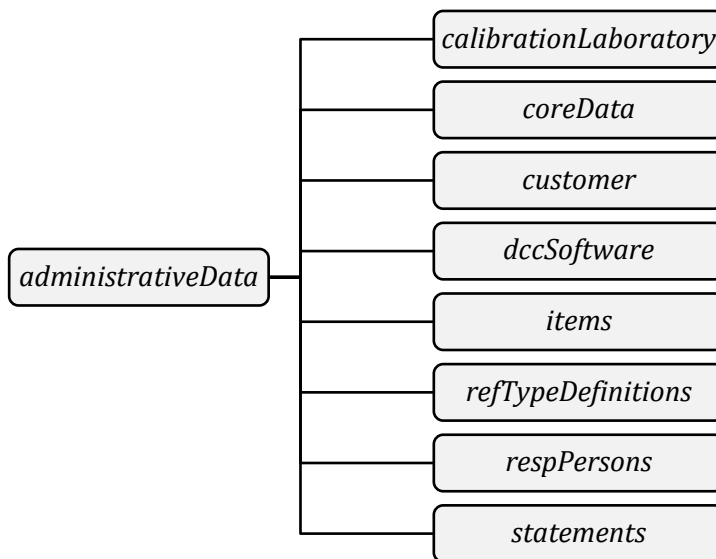 calibrationLaboratory
coreData
customer
dccSoftware
administrativeData
items
refTypeDefinitions
respPersons
statements